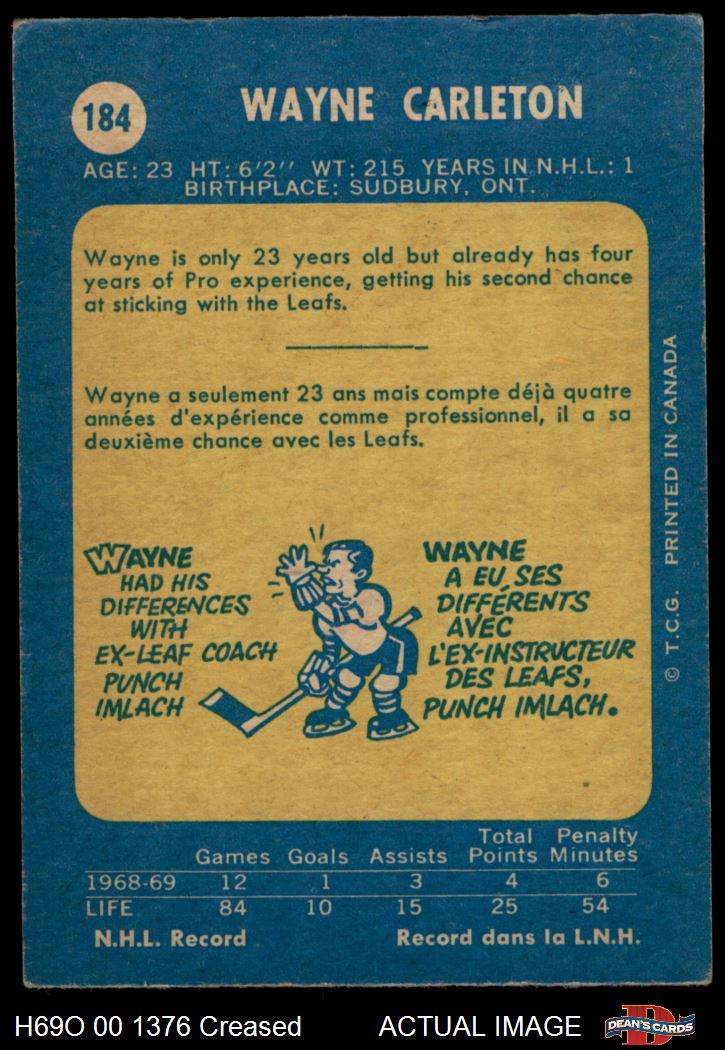 184
WAYNE CARLETON
AGE: 23 HT: 6'2'' WT: 215 YEARS IN N.H.L.: 1
BIRTHPLACE: SUDBURY, ONT.
Wayne is only 23 years old but already has four
years of Pro experience, getting his second chance
at sticking with the Leafs.
Wayne a seulement 23 ans mais compte déjà quatre
années d'expérience comme professionnel, il a sa
deuxième chance avec les Leafs.
WAYNE
HAD HIS
DIFFERENCES
WITH
EX-LEAF COACH
PUNCH
IMLACH
WAYNE
A EU SES
DIFFÉRENTS
AVEC
L'EX-INSTRUCTEUR
DES LEAFS,
PUNCH IMLACH.
© T.C.G. PRINTED IN CANADA
Total Penalty
Games Goals Assists Points Minutes
1968-69 12 1 3 4 6
LIFE 84 10 15 25 54
N.H.L. Record Record dans la L.N.H.
H69O 00 1376 Creased ACTUAL IMAGE
D
DEAN'S CARDS